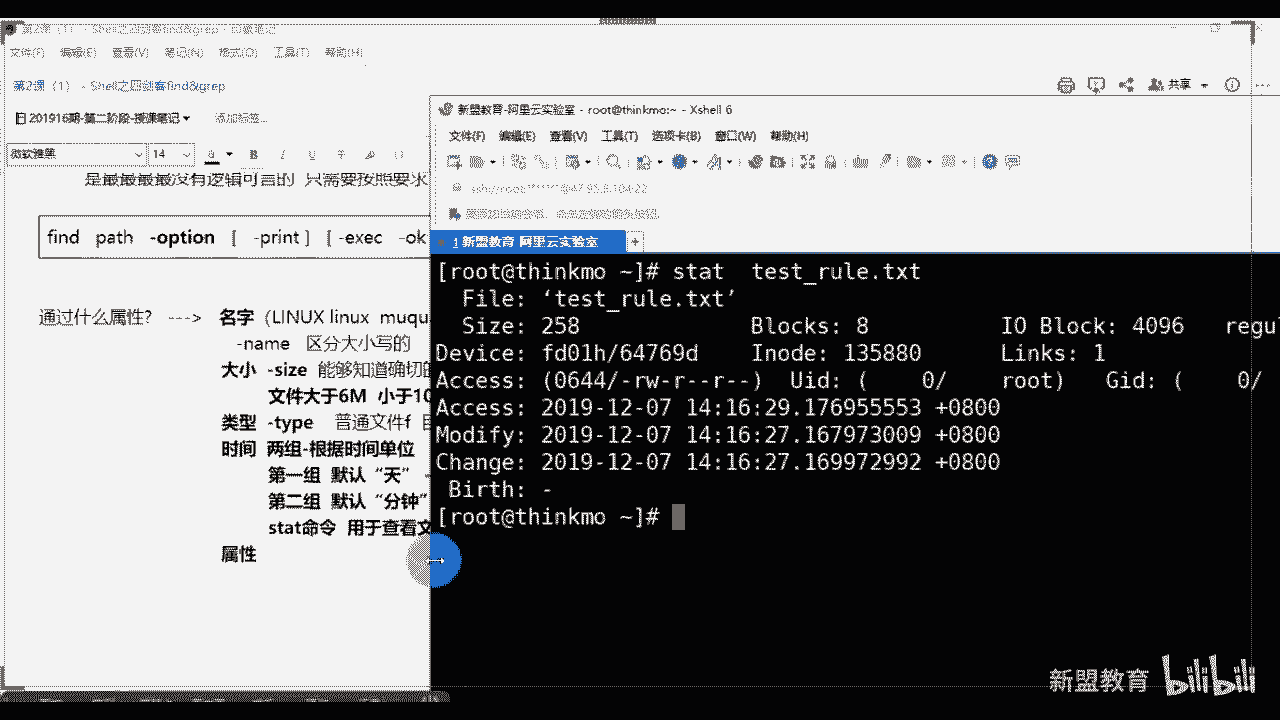 第2课（1） - Shell之四剑客find&grep - 印象笔记
文件(F) 编辑(E) 查看(V) 笔记(N) 格式(O) 工具(T) 帮助(H)
第2课（1） - Shell之四剑客find&grep
共享
201916期-第二阶段-授课笔记
添加标签...
微软雅黑 14
是最最最最没有逻辑可言的 只需要按照要求
find path -option [ -print ] [ -exec -ok
通过什么属性? ---> 名字（LINUX linux muqu
-name 区分大小写的
大小 -size 能够知道确切的
文件大于6M 小于10
类型 -type 普通文件f
时间 两组-根据时间单位
第一组 默认“天”
第二组 默认“分钟”
stat命令 用于查看文
属性
新盟教育-阿里云实验室 - root@thinkmo:~ - Xshell 6
文件(F) 编辑(E) 查看(V) 工具(T) 选项卡(B) 窗口(W) 帮助(H)
1 新盟教育 阿里云实验室
[root@thinkmo ~]# stat test_rule.txt
File: ‘test_rule.txt’
Size: 258 Blocks: 8 IO Block: 4096 regu
Device: fd01h/64769d Inode: 135880 Links: 1
Access: (0644/-rw-r--r--) Uid: ( 0/ root) Gid: ( 0/
Access: 2019-12-07 14:16:29.176955553 +0800
Modify: 2019-12-07 14:16:27.167973009 +0800
Change: 2019-12-07 14:16:27.169972992 +0800
Birth: -
[root@thinkmo ~]#
新盟教育 bilibili